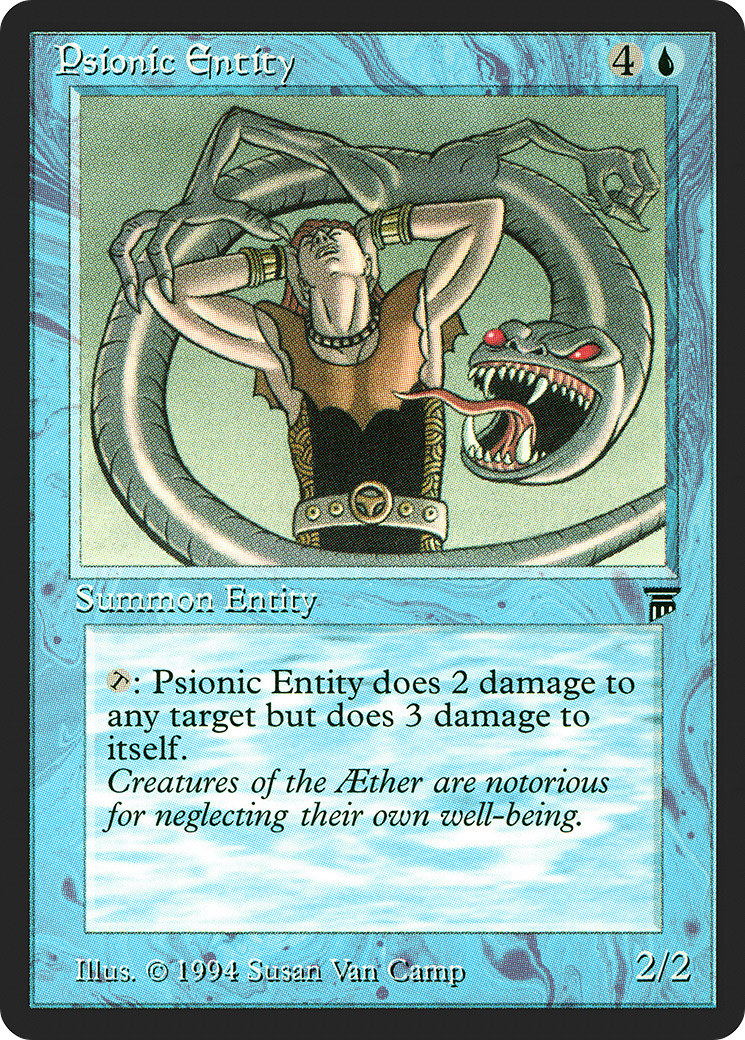 Psionic Entity 4
Summon Entity
T: Psionic Entity does 2 damage to
any target but does 3 damage to
itself.
Creatures of the Æther are notorious
for neglecting their own well-being.
Illus. © 1994 Susan Van Camp 2/2